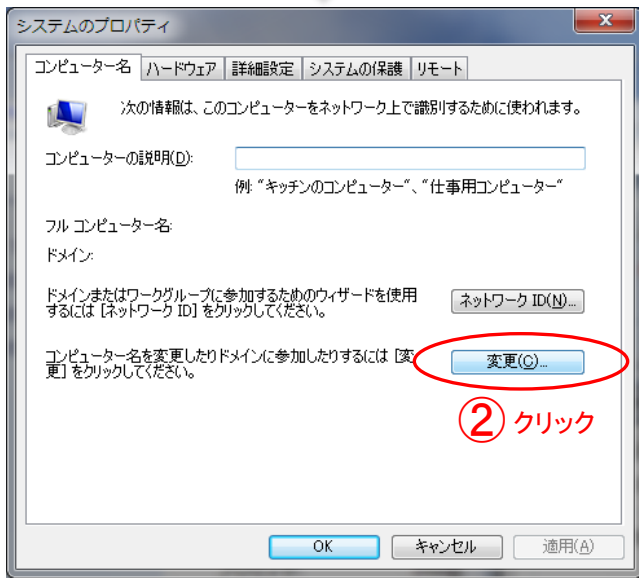 システムのプロパティ
コンピューター名 ハードウェア 詳細設定 システムの保護 リモート
次の情報は、このコンピューターをネットワーク上で識別するために使われます。
コンピューターの説明(D):
例: "キッチンのコンピューター"、"仕事用コンピューター"
フル コンピューター名:
ドメイン:
ドメインまたはワークグループに参加するためのウィザードを使用
するには [ネットワーク ID] をクリックしてください。
ネットワーク ID(N)...
コンピューター名を変更したりドメインに参加したりするには [変
更] をクリックしてください。
変更(C)...
② クリック
OK キャンセル 適用(A)